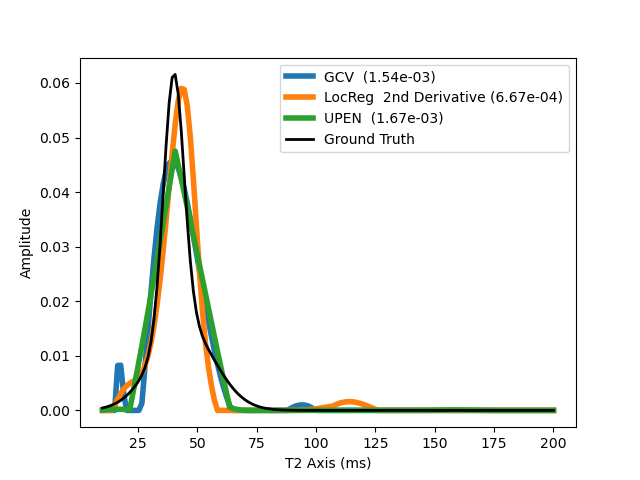 GCV (1.54e-03)
LocReg 2nd Derivative (6.67e-04)
UPEN (1.67e-03)
Ground Truth
0.06
0.05
0.04
0.03
0.02
0.01
0.00
Amplitude
25 50 75 100 125 150 175 200
T2 Axis (ms)